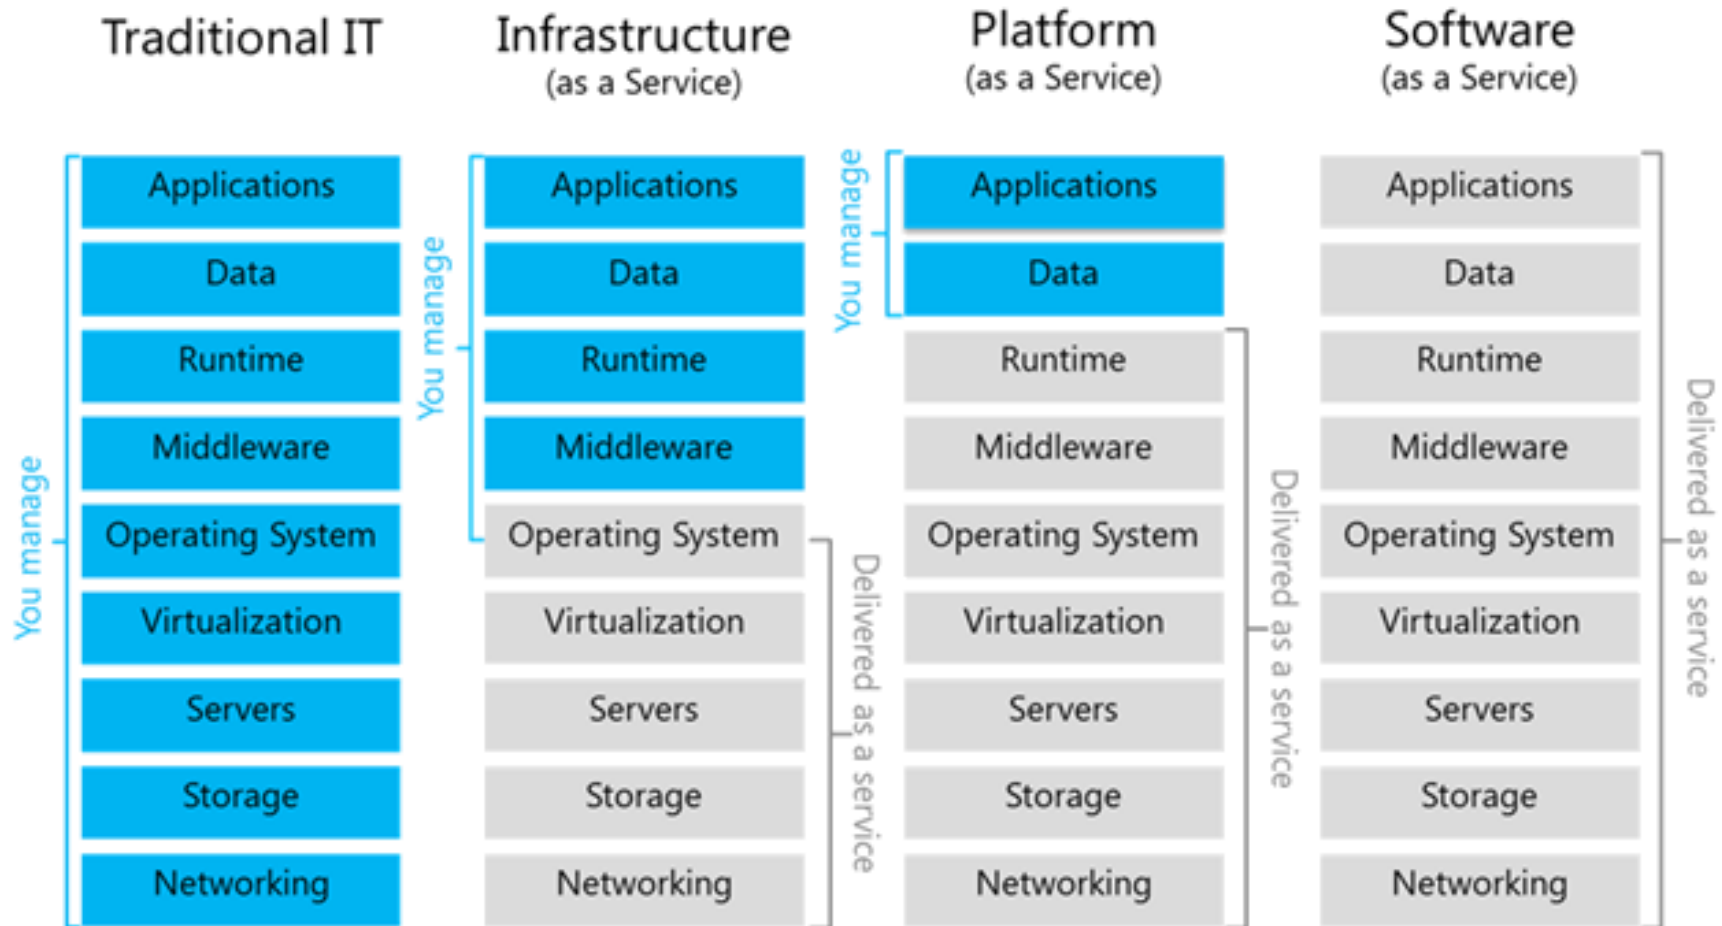 Traditional IT
Infrastructure
(as a Service)
Platform
(as a Service)
Software
(as a Service)
You manage
Applications
Data
Runtime
Middleware
Operating System
Virtualization
Servers
Storage
Networking
You manage
Applications
Data
Runtime
Middleware
Operating System
Virtualization
Servers
Storage
Networking
Delivered as a service
You manage
Applications
Data
Runtime
Middleware
Operating System
Virtualization
Servers
Storage
Networking
Delivered as a service
Applications
Data
Runtime
Middleware
Operating System
Virtualization
Servers
Storage
Networking
Delivered as a service